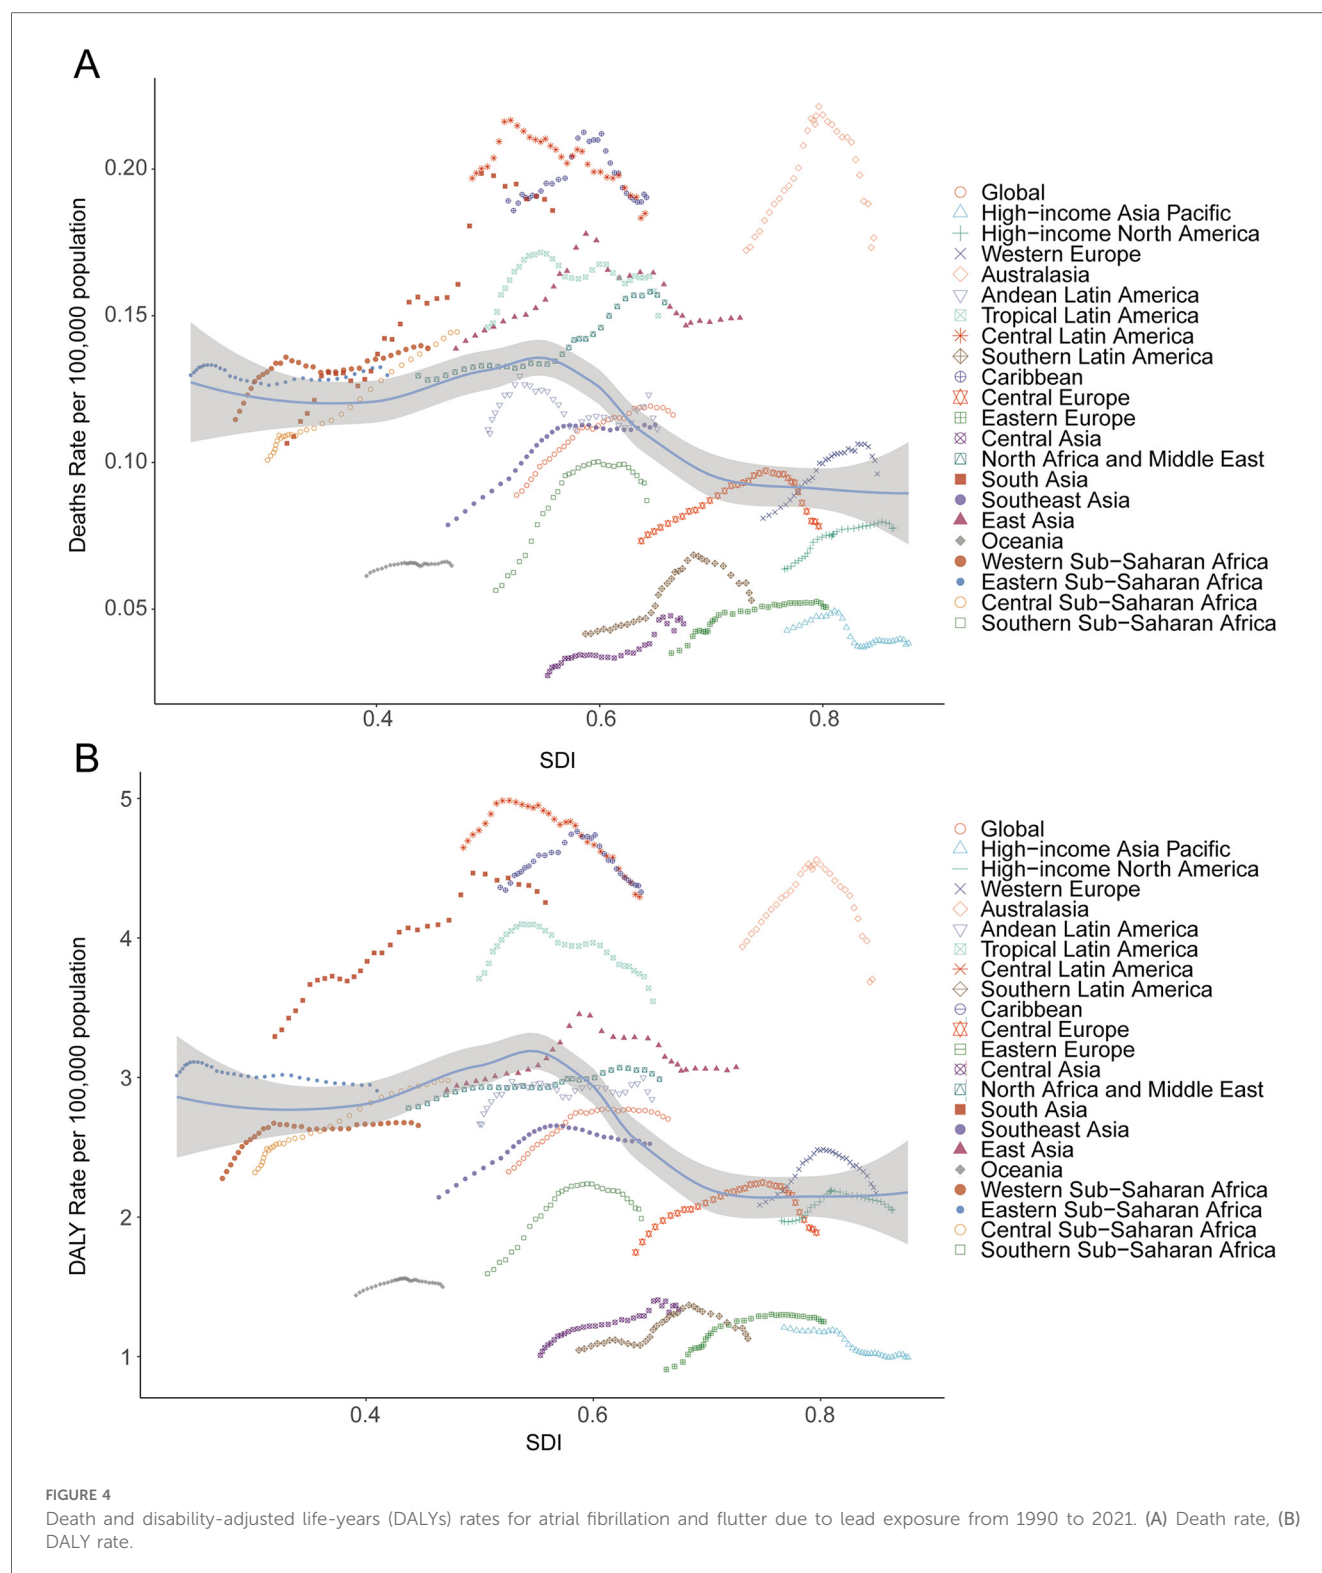 A
Deaths Rate per 100,000 population
0.20
0.15
0.10
0.05
0.4
0.6
0.8
SDI
Global
High−income Asia Pacific
High−income North America
Western Europe
Australasia
Andean Latin America
Tropical Latin America
Central Latin America
Southern Latin America
Caribbean
Central Europe
Eastern Europe
Central Asia
North Africa and Middle East
South Asia
Southeast Asia
East Asia
Oceania
Western Sub−Saharan Africa
Eastern Sub−Saharan Africa
Central Sub−Saharan Africa
Southern Sub−Saharan Africa
B
DALY Rate per 100,000 population
5
4
3
2
1
0.4
0.6
0.8
SDI
Global
High−income Asia Pacific
High−income North America
Western Europe
Australasia
Andean Latin America
Tropical Latin America
Central Latin America
Southern Latin America
Caribbean
Central Europe
Eastern Europe
Central Asia
North Africa and Middle East
South Asia
Southeast Asia
East Asia
Oceania
Western Sub−Saharan Africa
Eastern Sub−Saharan Africa
Central Sub−Saharan Africa
Southern Sub−Saharan Africa
FIGURE 4
Death and disability-adjusted life-years (DALYs) rates for atrial fibrillation and flutter due to lead exposure from 1990 to 2021. (A) Death rate, (B)
DALY rate.